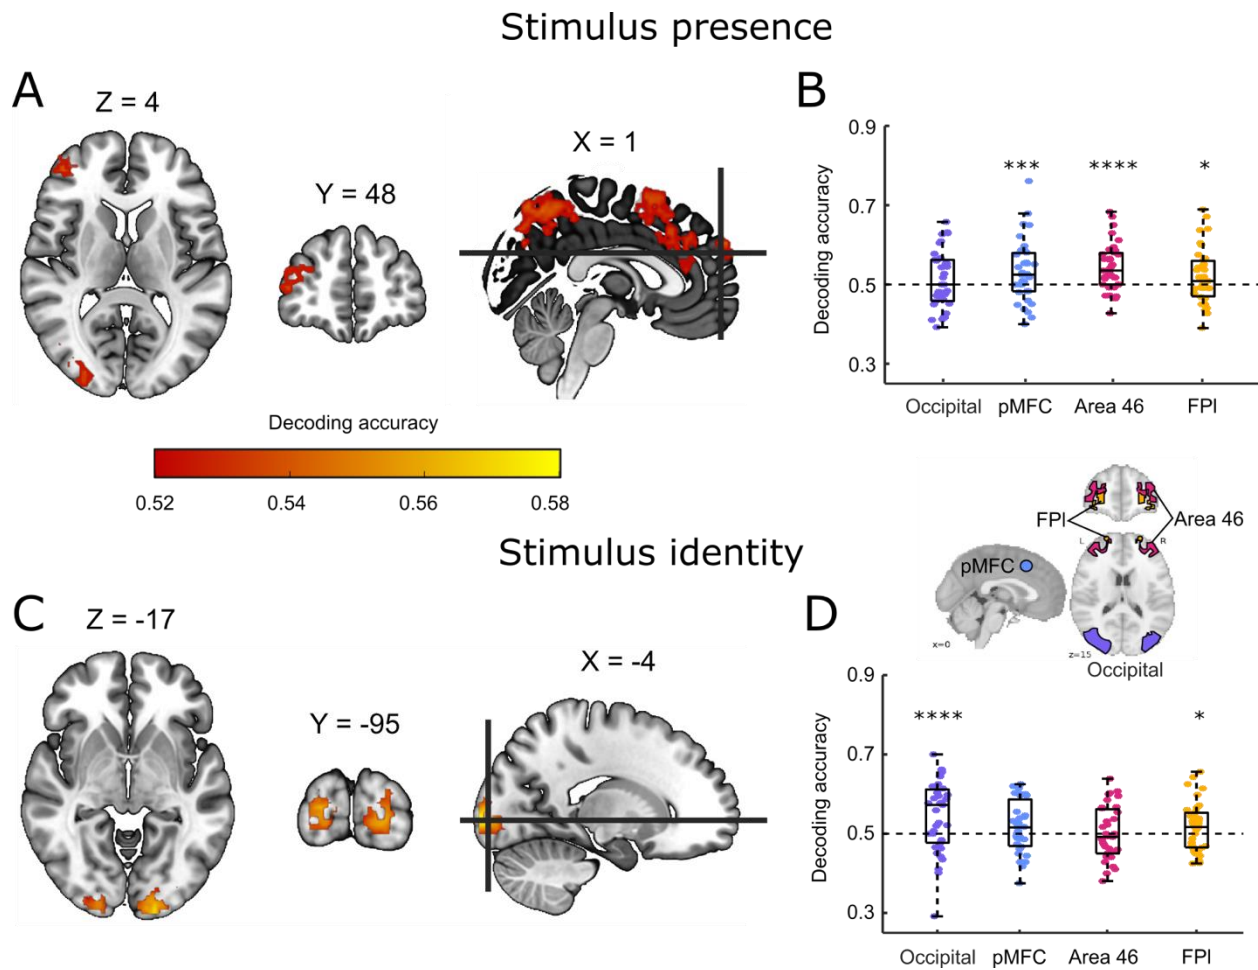 Stimulus presence
A
Z = 4
Y = 48
X = 1
Decoding accuracy
0.52 0.54 0.56 0.58
B
Decoding accuracy
0.9
0.7
0.5
0.3
*** **** *
Occipital pMFC Area 46 FPl
FPl Area 46
L R
pMFC
x=0
z=15
Occipital
Stimulus identity
C
Z = -17
Y = -95
X = -4
D
Decoding accuracy
0.9
0.7
0.5
0.3
**** *
Occipital pMFC Area 46 FPl